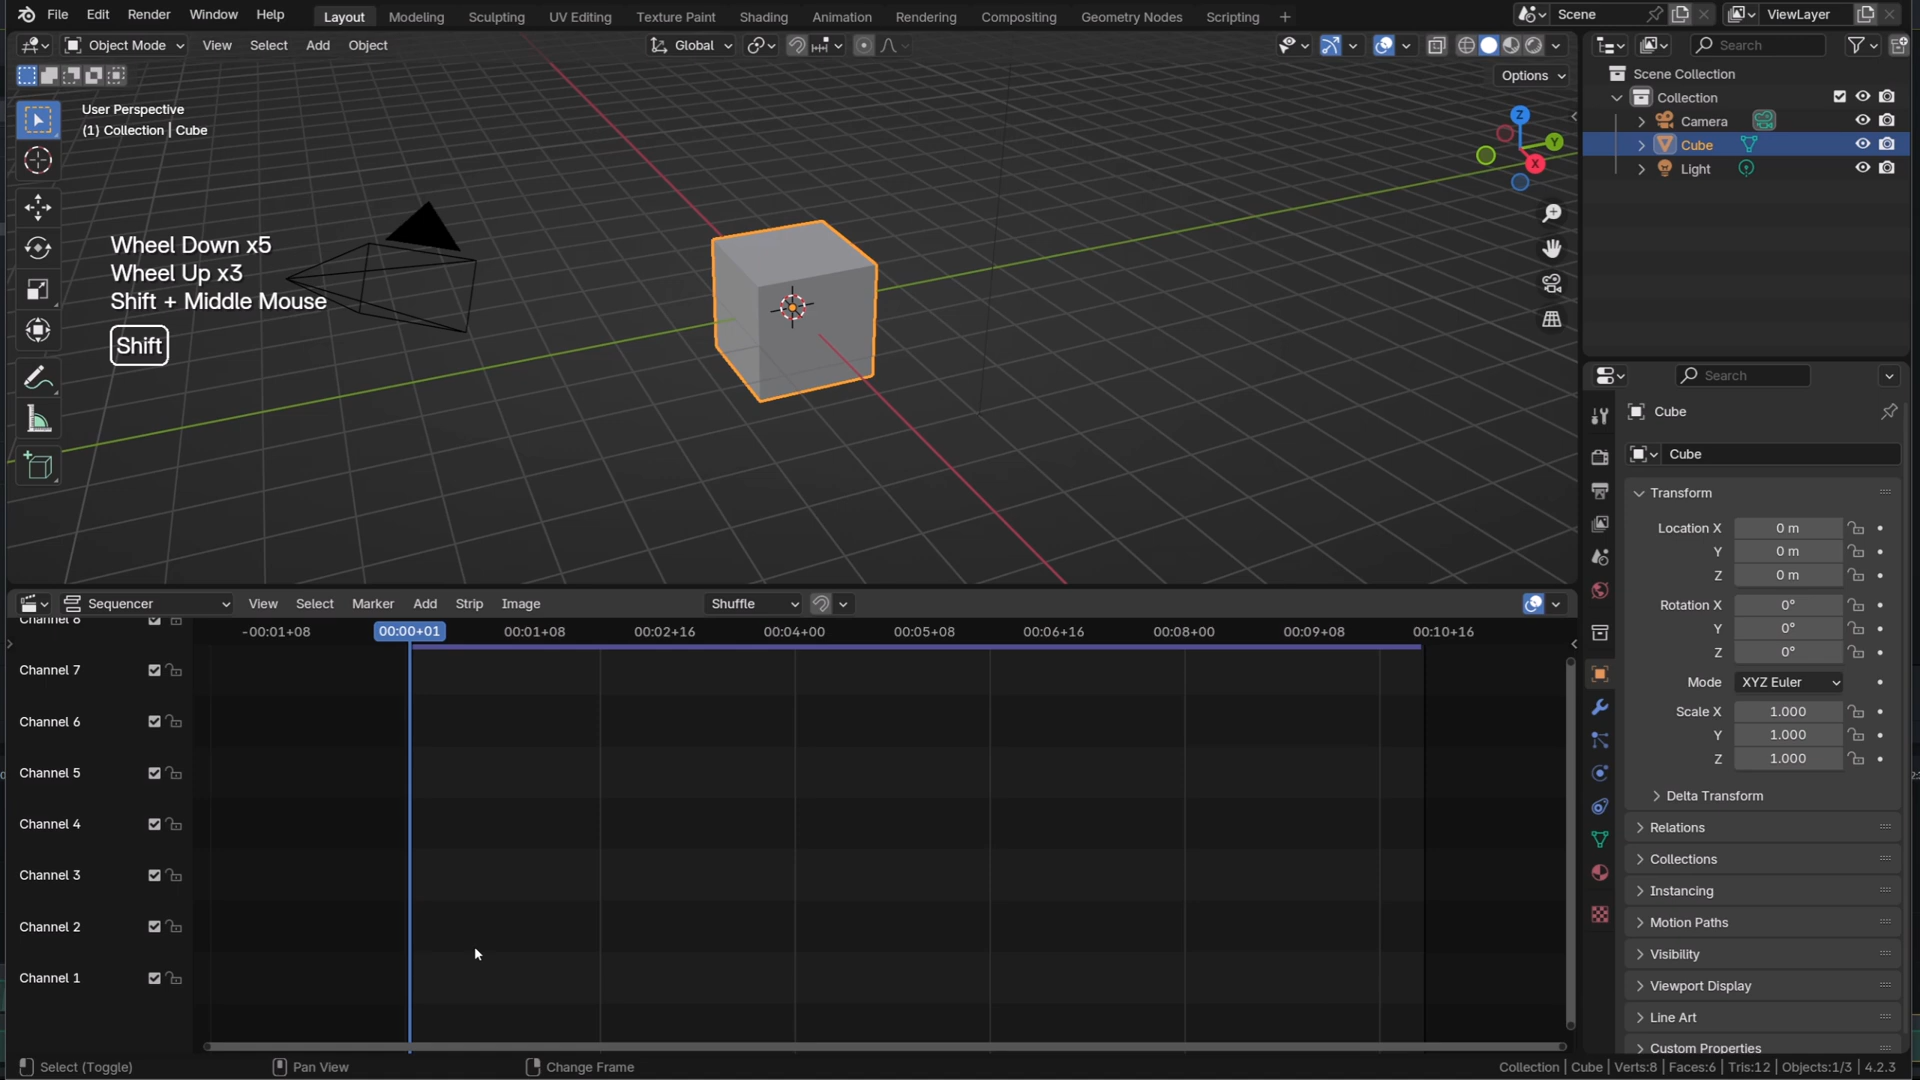 File Edit Render Window Help Layout Modeling Sculpting UV Editing Texture Paint Shading Animation Rendering Compositing Geometry Nodes Scripting + Scene ViewLayer
Object Mode View Select Add Object Global Search
Options
User Perspective
(1) Collection | Cube
Z
Y
X
Wheel Down x5
Wheel Up x3
Shift + Middle Mouse
Shift
Scene Collection
Collection
Camera
Cube
Light
Search
Cube
Cube
Transform
Location X 0 m
Y 0 m
Z 0 m
Rotation X 0°
Y 0°
Z 0°
Mode XYZ Euler
Scale X 1.000
Y 1.000
Z 1.000
Delta Transform
Relations
Collections
Instancing
Motion Paths
Visibility
Viewport Display
Line Art
Custom Properties
Sequencer View Select Marker Add Strip Image Shuffle
-00:01+08 00:00+01 00:01+08 00:02+16 00:04+00 00:05+08 00:06+16 00:08+00 00:09+08 00:10+16
Channel 8
Channel 7
Channel 6
Channel 5
Channel 4
Channel 3
Channel 2
Channel 1
Select (Toggle) Pan View Change Frame Collection | Cube | Verts:8 | Faces:6 | Tris:12 | Objects:1/3 | 4.2.3